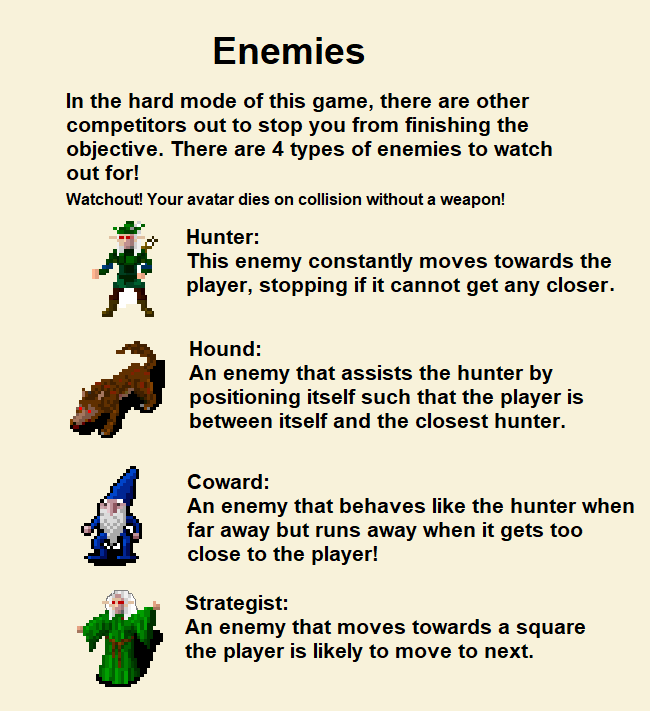 Enemies
In the hard mode of this game, there are other
competitors out to stop you from finishing the
objective. There are 4 types of enemies to watch
out for!
Watchout! Your avatar dies on collision without a weapon!
Hunter:
This enemy constantly moves towards the
player, stopping if it cannot get any closer.
Hound:
An enemy that assists the hunter by
positioning itself such that the player is
between itself and the closest hunter.
Coward:
An enemy that behaves like the hunter when
far away but runs away when it gets too
close to the player!
Strategist:
An enemy that moves towards a square
the player is likely to move to next.